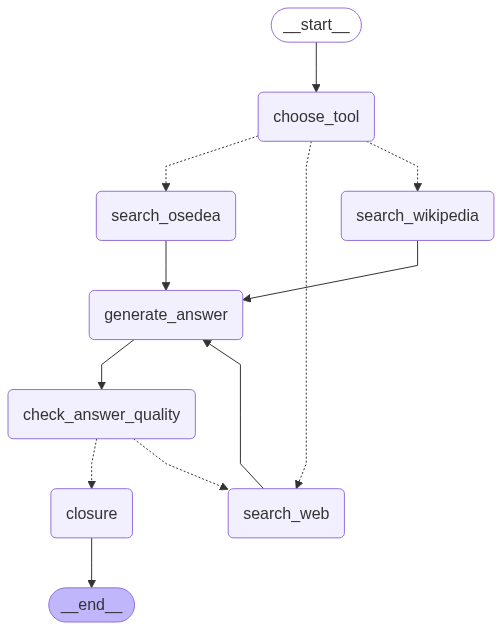 __start__
choose_tool
search_osedea
search_wikipedia
generate_answer
check_answer_quality
closure
search_web
__end__